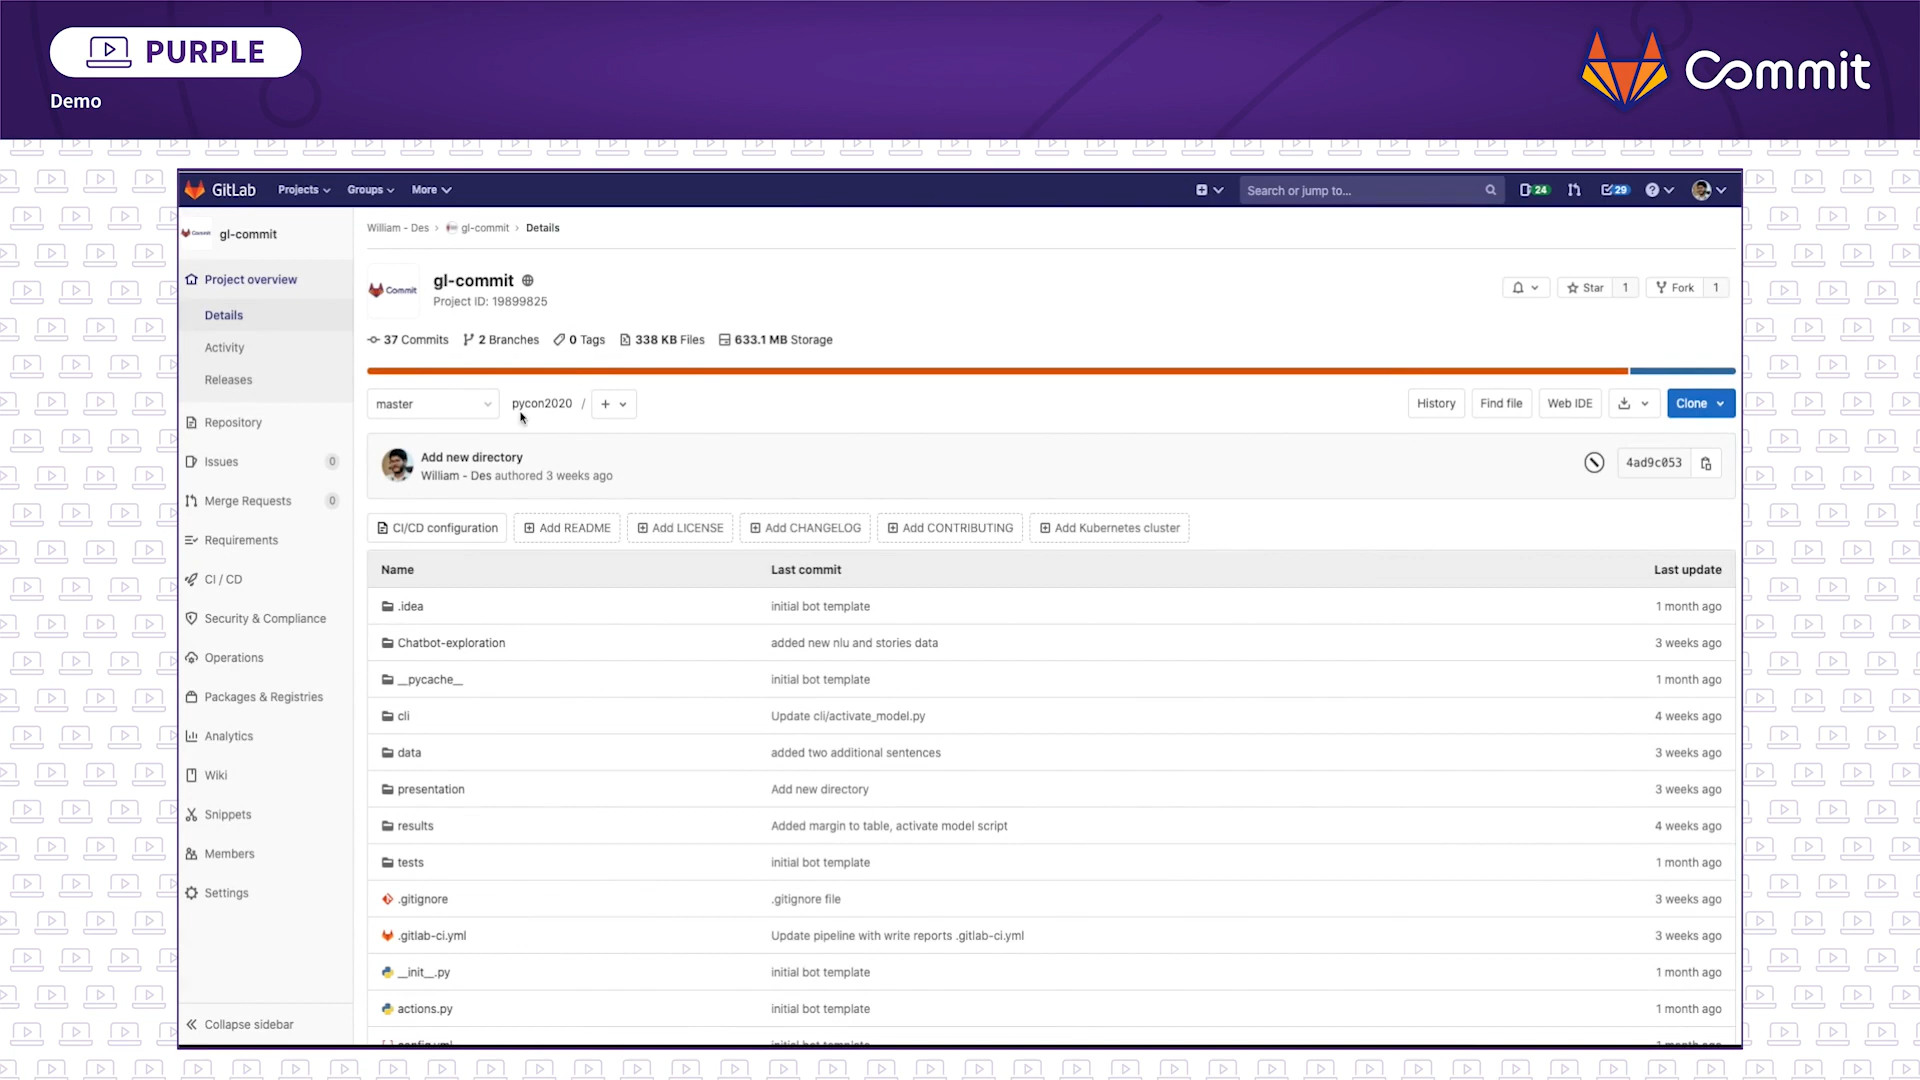 PURPLE
Demo
Commit
GitLab Projects Groups More Search or jump to... 24 29
gl-commit
Project overview
Details
Activity
Releases
Repository
Issues 0
Merge Requests 0
Requirements
CI / CD
Security & Compliance
Operations
Packages & Registries
Analytics
Wiki
Snippets
Members
Settings
Collapse sidebar
William - Des › gl-commit › Details
Commit
gl-commit
Project ID: 19899825
Star 1 Fork 1
37 Commits 2 Branches 0 Tags 338 KB Files 633.1 MB Storage
master pycon2020 / + History Find file Web IDE Clone
Add new directory
William - Des authored 3 weeks ago
4ad9c053
CI/CD configuration Add README Add LICENSE Add CHANGELOG Add CONTRIBUTING Add Kubernetes cluster
Name Last commit Last update
.idea initial bot template 1 month ago
Chatbot-exploration added new nlu and stories data 3 weeks ago
__pycache__ initial bot template 1 month ago
cli Update cli/activate_model.py 4 weeks ago
data added two additional sentences 3 weeks ago
presentation Add new directory 3 weeks ago
results Added margin to table, activate model script 4 weeks ago
tests initial bot template 1 month ago
.gitignore .gitignore file 3 weeks ago
.gitlab-ci.yml Update pipeline with write reports .gitlab-ci.yml 3 weeks ago
__init__.py initial bot template 1 month ago
actions.py initial bot template 1 month ago